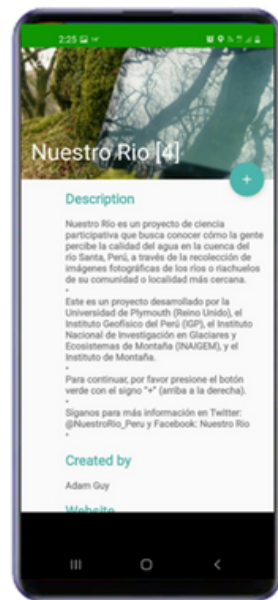 2:25
Nuestro Rio [4]
+
Description
Nuestro Río es un proyecto de ciencia
participativa que busca conocer cómo la gente
percibe la calidad del agua en la cuenca del
río Santa, Perú, a través de la recolección de
imágenes fotográficas de los ríos o riachuelos
de su comunidad o localidad más cercana.
•
Este es un proyecto desarrollado por la
Universidad de Plymouth (Reino Unido), el
Instituto Geofísico del Perú (IGP), el Instituto
Nacional de Investigación en Glaciares y
Ecosistemas de Montaña (INAIGEM), y el
Instituto de Montaña.
•
Para continuar, por favor presione el botón
verde con el signo "+" (arriba a la derecha).
•
Síganos para más información en Twitter:
@NuestroRio_Peru y Facebook: Nuestro Rio
•
Created by
Adam Guy
Website